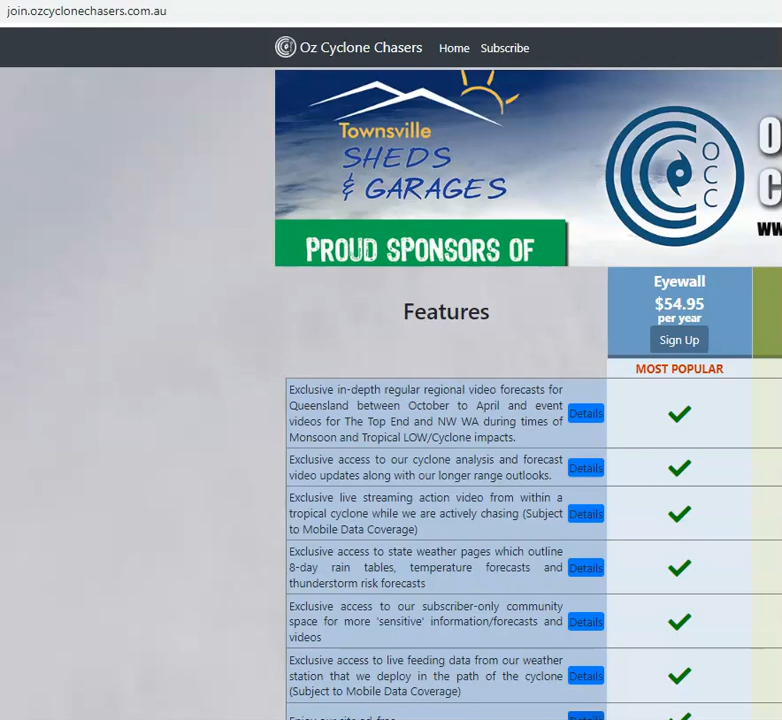 join.ozcyclonechasers.com.au
Oz Cyclone Chasers Home Subscribe
Townsville
SHEDS
& GARAGES
PROUD SPONSORS OF
O
C
C
O
C
WW
Features
Eyewall
$54.95
per year
Sign Up
MOST POPULAR
Exclusive in-depth regular regional video forecasts for
Queensland between October to April and event
videos for The Top End and NW WA during times of
Monsoon and Tropical LOW/Cyclone impacts.
Details
Exclusive access to our cyclone analysis and forecast
video updates along with our longer range outlooks.
Details
Exclusive live streaming action video from within a
tropical cyclone while we are actively chasing (Subject
to Mobile Data Coverage)
Details
Exclusive access to state weather pages which outline
8-day rain tables, temperature forecasts and
thunderstorm risk forecasts
Details
Exclusive access to our subscriber-only community
space for more 'sensitive' information/forecasts and
videos
Details
Exclusive access to live feeding data from our weather
station that we deploy in the path of the cyclone
(Subject to Mobile Data Coverage)
Details
Enjoy our site ad-free
Details